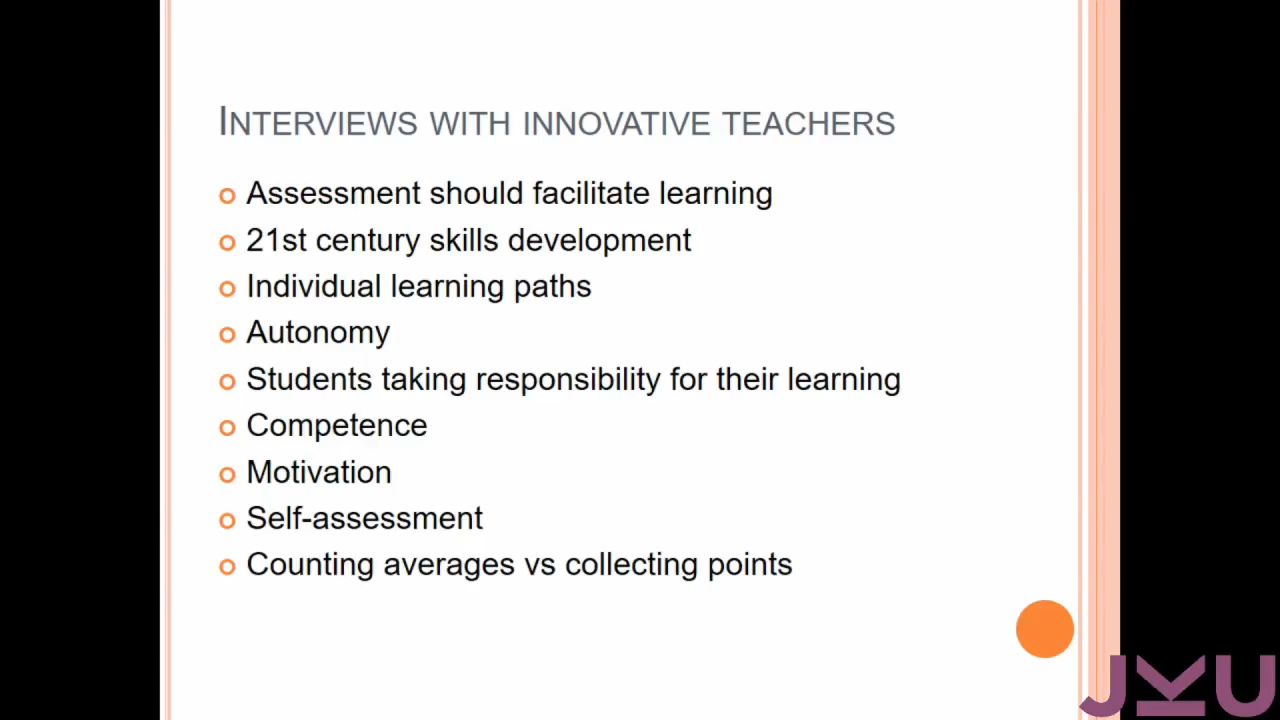 INTERVIEWS WITH INNOVATIVE TEACHERS
Assessment should facilitate learning
21st century skills development
Individual learning paths
Autonomy
Students taking responsibility for their learning
Competence
Motivation
Self-assessment
Counting averages vs collecting points
JKU